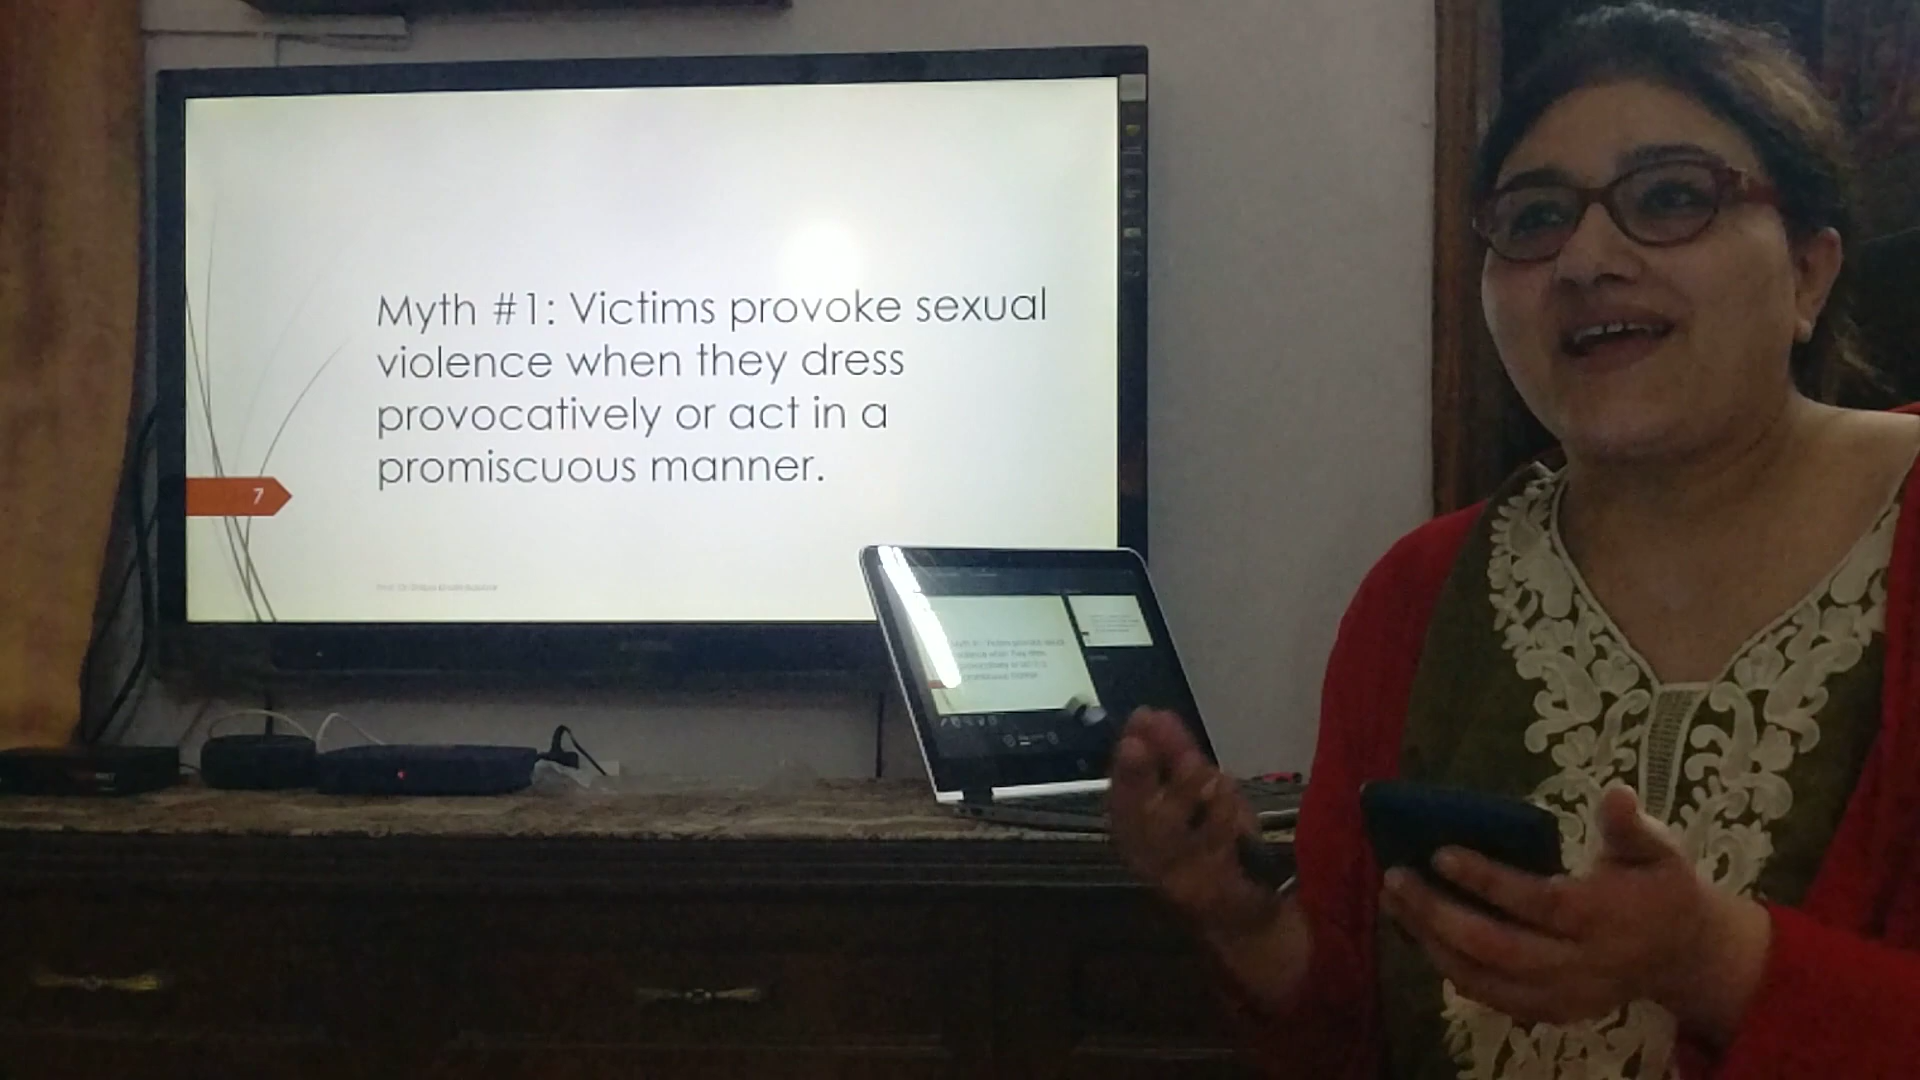 Myth #1: Victims provoke sexual
violence when they dress
provocatively or act in a
promiscuous manner.
7